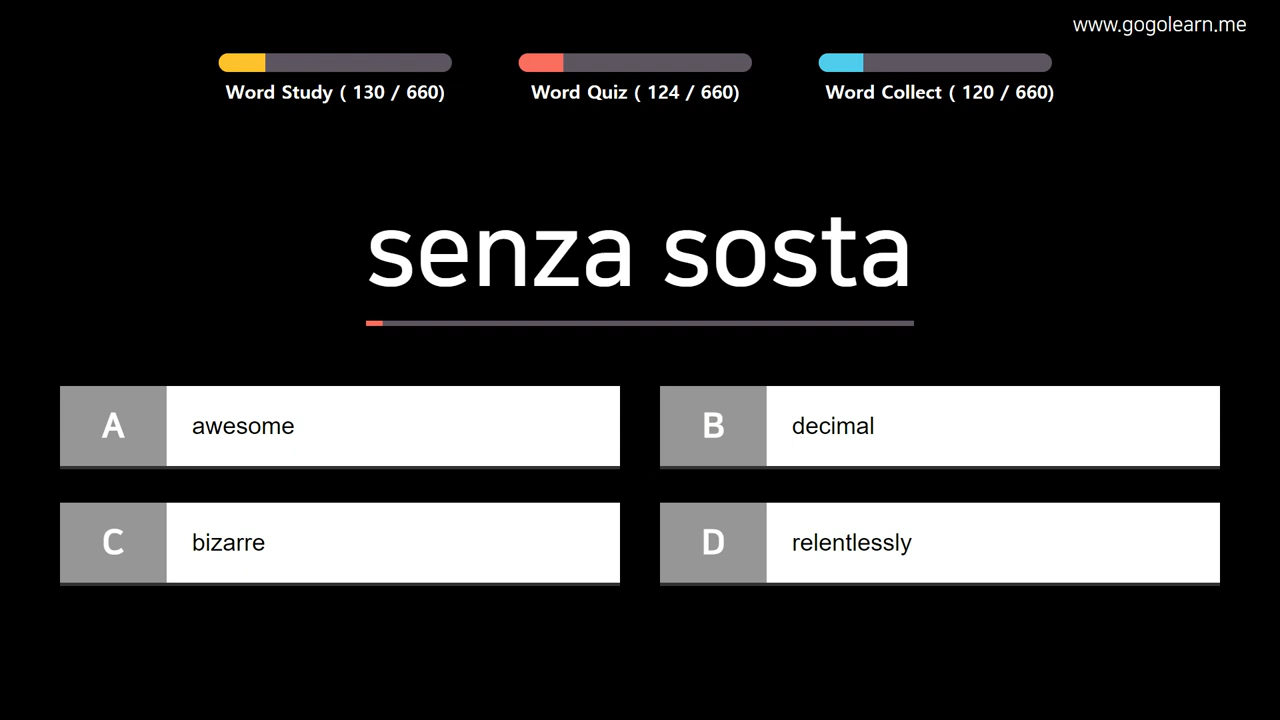 www.gogolearn.me
Word Study ( 130 / 660)
Word Quiz ( 124 / 660)
Word Collect ( 120 / 660)
senza sosta
A awesome
B decimal
C bizarre
D relentlessly